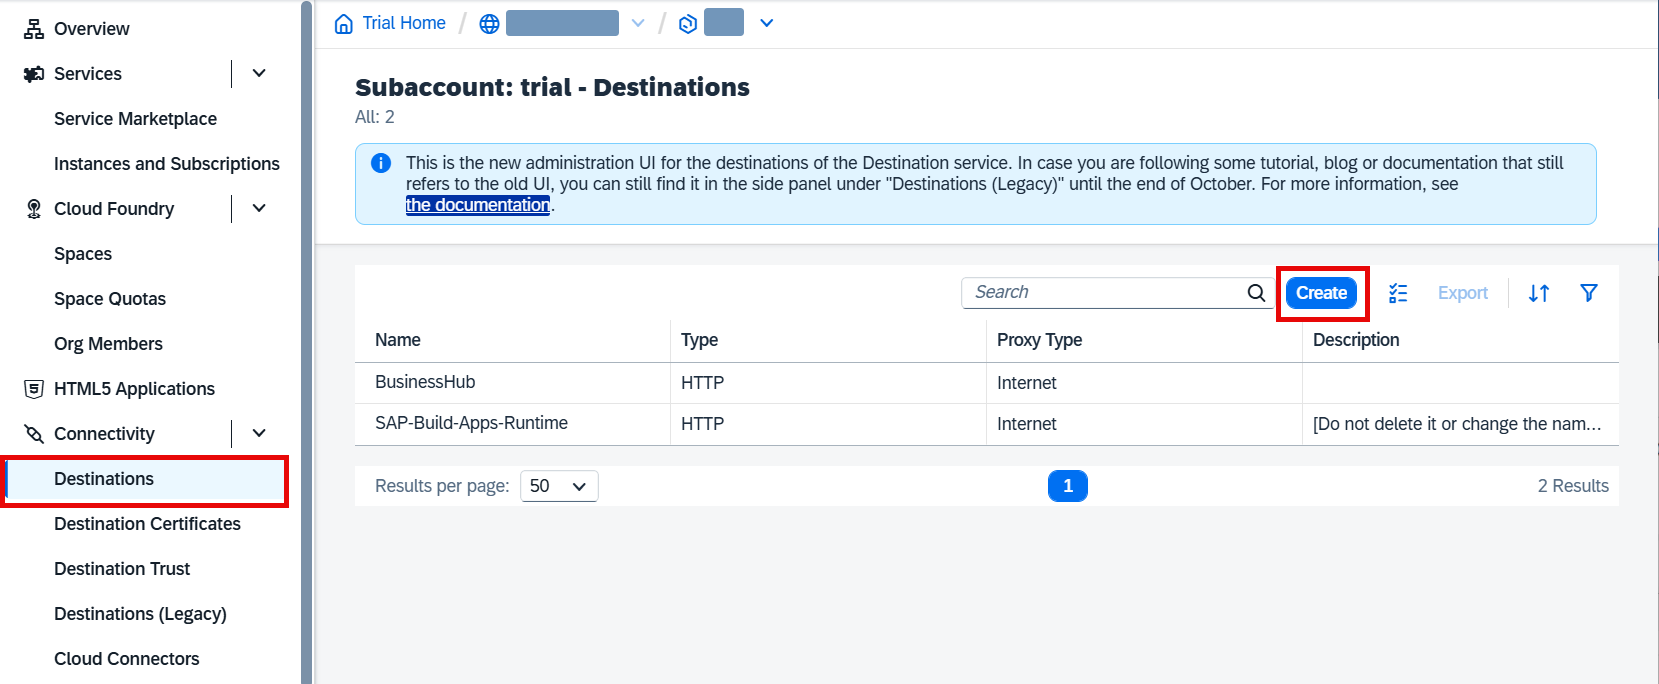 Overview
Services
Service Marketplace
Instances and Subscriptions
Cloud Foundry
Spaces
Space Quotas
Org Members
HTML5 Applications
Connectivity
Destinations
Destination Certificates
Destination Trust
Destinations (Legacy)
Cloud Connectors
Trial Home / /
Subaccount: trial - Destinations
All: 2
This is the new administration UI for the destinations of the Destination service. In case you are following some tutorial, blog or documentation that still
refers to the old UI, you can still find it in the side panel under "Destinations (Legacy)" until the end of October. For more information, see
the documentation.
Search Create Export
Name Type Proxy Type Description
BusinessHub HTTP Internet
SAP-Build-Apps-Runtime HTTP Internet [Do not delete it or change the nam...
Results per page: 50 1 2 Results